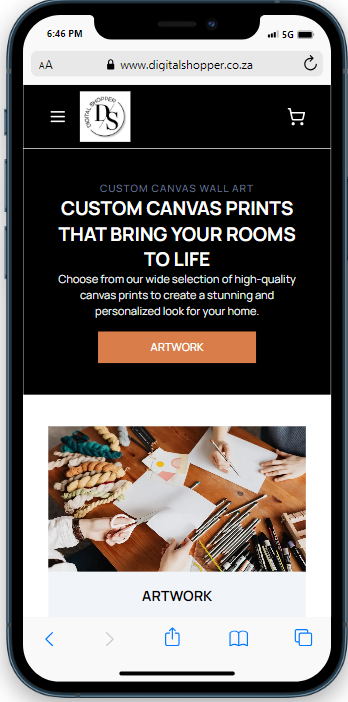 6:46 PM
5G
AA
www.digitalshopper.co.za
DIGITAL SHOPPER
D/S
CUSTOM CANVAS WALL ART
CUSTOM CANVAS PRINTS
THAT BRING YOUR ROOMS
TO LIFE
Choose from our wide selection of high-quality
canvas prints to create a stunning and
personalized look for your home.
ARTWORK
ARTWORK